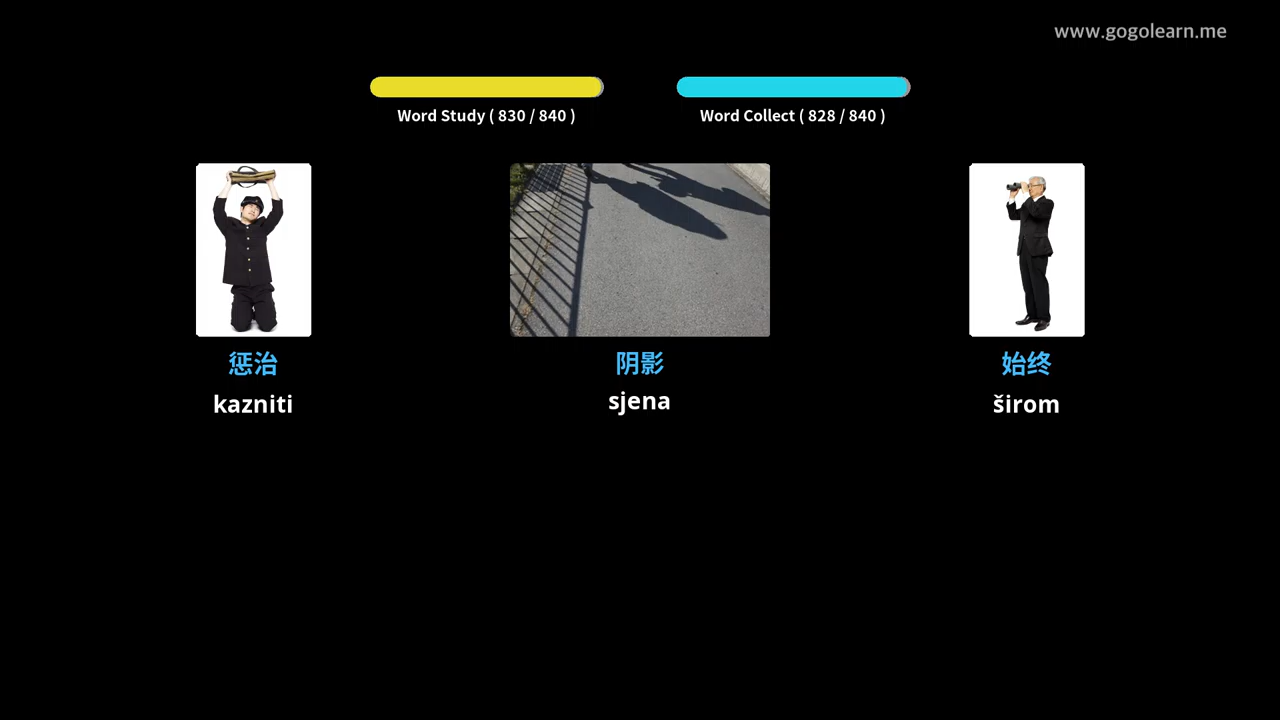 www.gogolearn.me
Word Study ( 830 / 840 )
Word Collect ( 828 / 840 )
惩治
阴影
始终
kazniti
sjena
širom